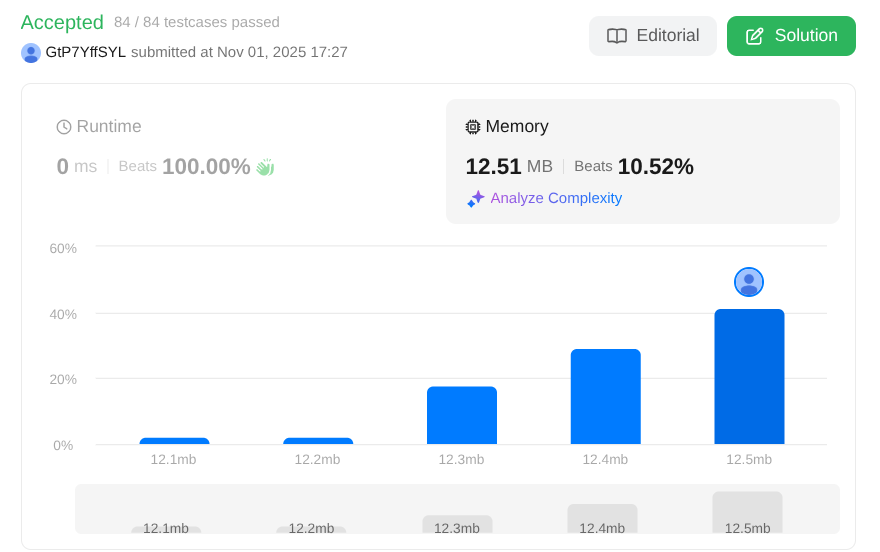 Accepted 84 / 84 testcases passed
GtP7YffSYL submitted at Nov 01, 2025 17:27
Editorial
Solution
Runtime
0 ms | Beats 100.00%
Memory
12.51 MB | Beats 10.52%
Analyze Complexity
60%
40%
20%
0%
12.1mb 12.2mb 12.3mb 12.4mb 12.5mb
12.1mb 12.2mb 12.3mb 12.4mb 12.5mb